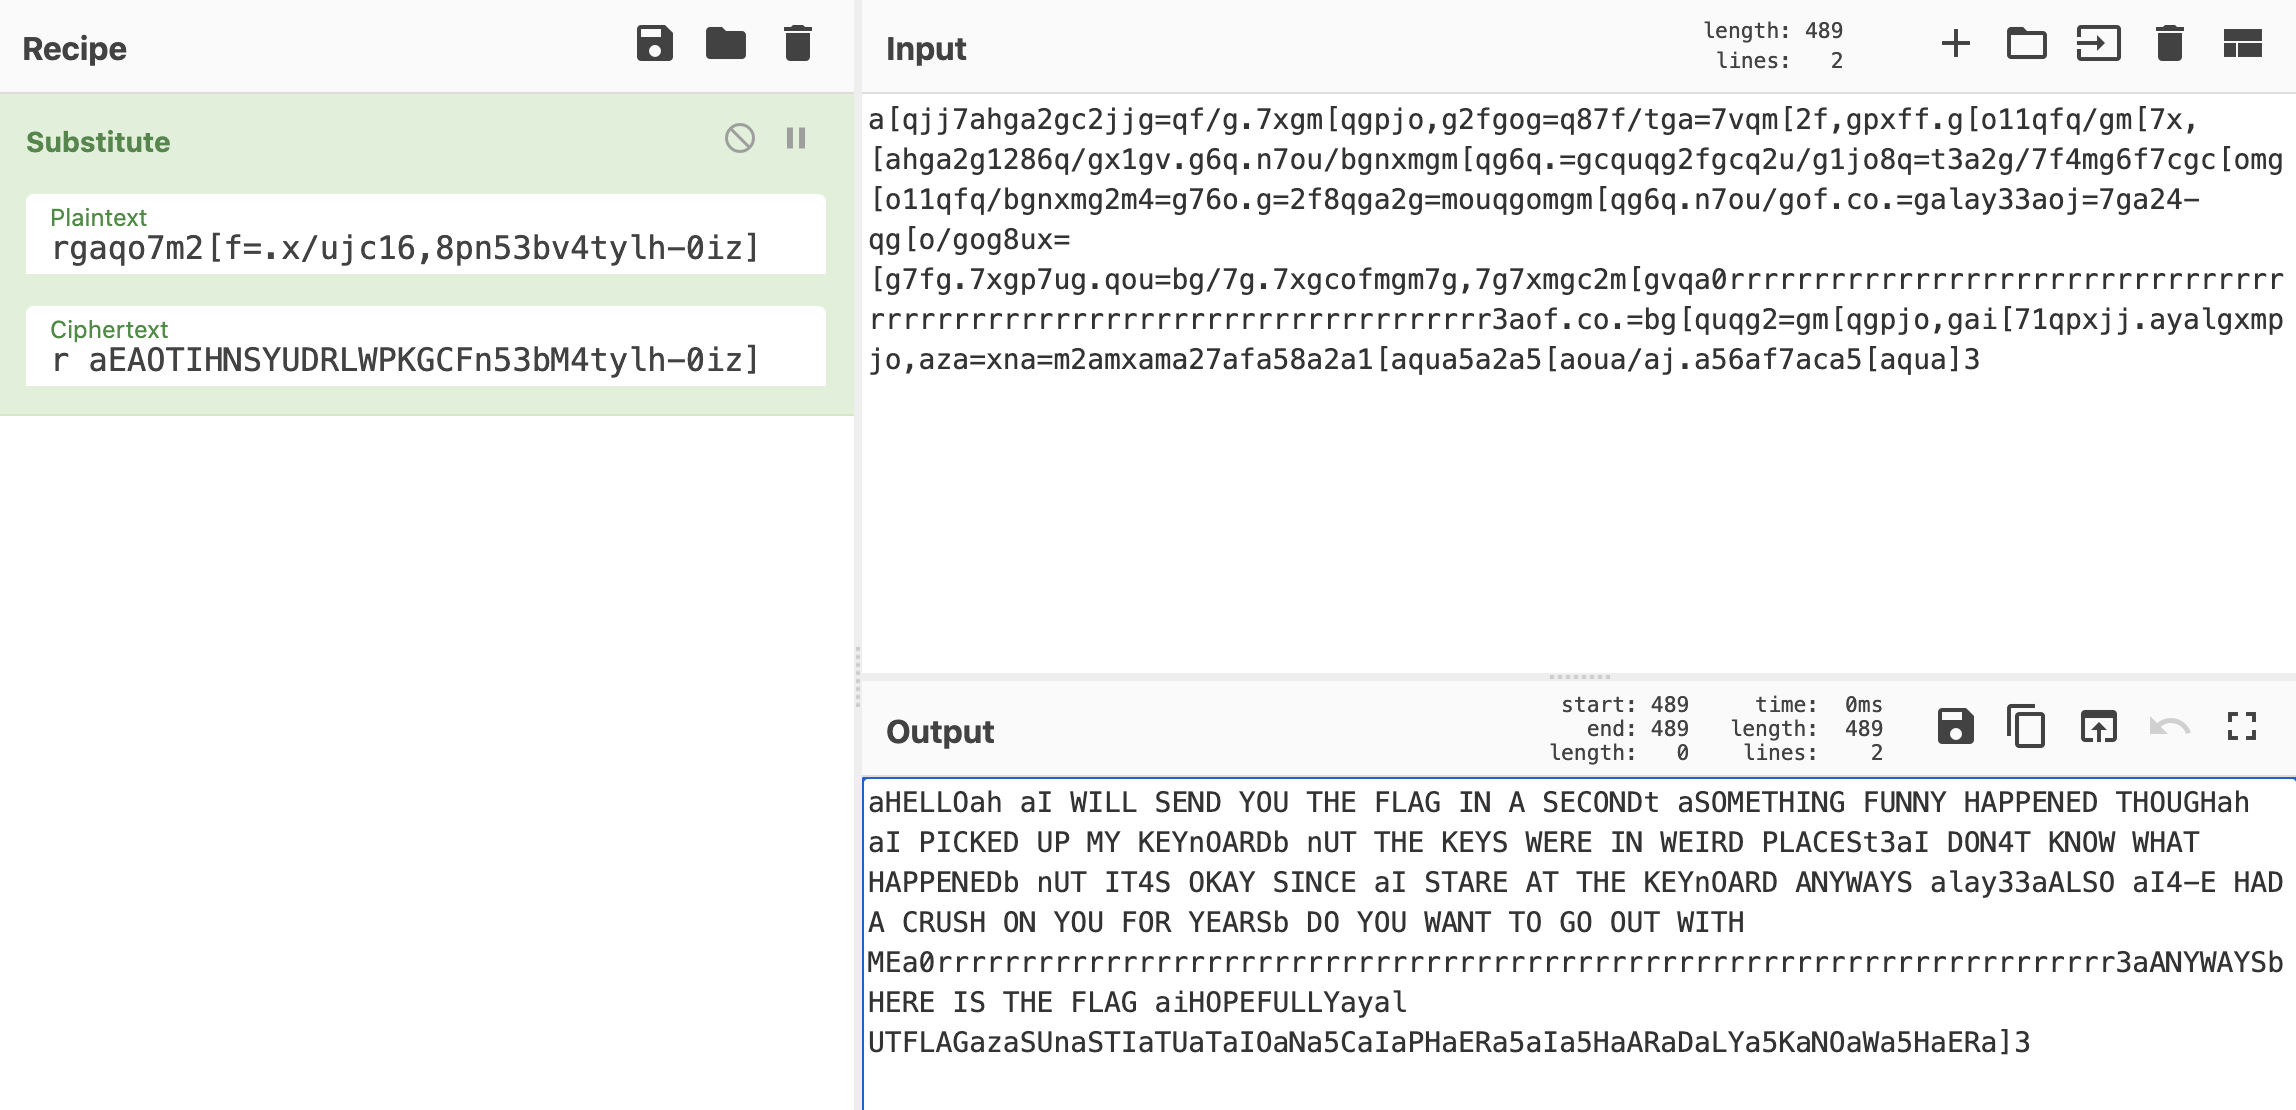 Recipe
Substitute
Plaintext
rgaqo7m2[f=.x/ujc16,8pn53bv4tylh-0iz]
Ciphertext
r aEAOTIHNSYUDRLWPKGCFn53bM4tylh-0iz]
Input
length: 489
lines: 2
a[qjj7ahga2gc2jjg=qf/g.7xgm[qgpjo,g2fgog=q87f/tga=7vqm[2f,gpxff.g[o11qfq/gm[7x,
[ahga2g1286q/gx1gv.g6q.n7ou/bgnxmgm[qg6q.=gcquqg2fgcq2u/g1jo8q=t3a2g/7f4mg6f7cgc[omg
[o11qfq/bgnxmg2m4=g76o.g=2f8qga2g=mouqgomgm[qg6q.n7ou/gof.co.=galay33aoj=7ga24-
qg[o/gog8ux=
[g7fg.7xgp7ug.qou=bg/7g.7xgcofmgm7g,7g7xmgc2m[gvqa0rrrrrrrrrrrrrrrrrrrrrrrrrrrrrrrrr
rrrrrrrrrrrrrrrrrrrrrrrrrrrrrrrrrrrrr3aof.co.=bg[quqg2=gm[qgpjo,gai[71qpxjj.ayalgxmp
jo,aza=xna=m2amxama27afa58a2a1[aqua5a2a5[aoua/aj.a56af7aca5[aqua]3
Output
start: 489
end: 489
length: 0
time: 0ms
length: 489
lines: 2
aHELLOah aI WILL SEND YOU THE FLAG IN A SECONDt aSOMETHING FUNNY HAPPENED THOUGHah
aI PICKED UP MY KEYnOARDb nUT THE KEYS WERE IN WEIRD PLACESt3aI DON4T KNOW WHAT
HAPPENEDb nUT IT4S OKAY SINCE aI STARE AT THE KEYnOARD ANYWAYS alay33aALSO aI4-E HAD
A CRUSH ON YOU FOR YEARSb DO YOU WANT TO GO OUT WITH
MEa0rrrrrrrrrrrrrrrrrrrrrrrrrrrrrrrrrrrrrrrrrrrrrrrrrrrrrrrrrrrrrrrrrrrrrr3aANYWAYSb
HERE IS THE FLAG aiHOPEFULLYayal
UTFLAGazaSUnaSTIaTUaTaIOaNa5CaIaPHaERa5aIa5HaARaDaLYa5KaNOaWa5HaERa]3